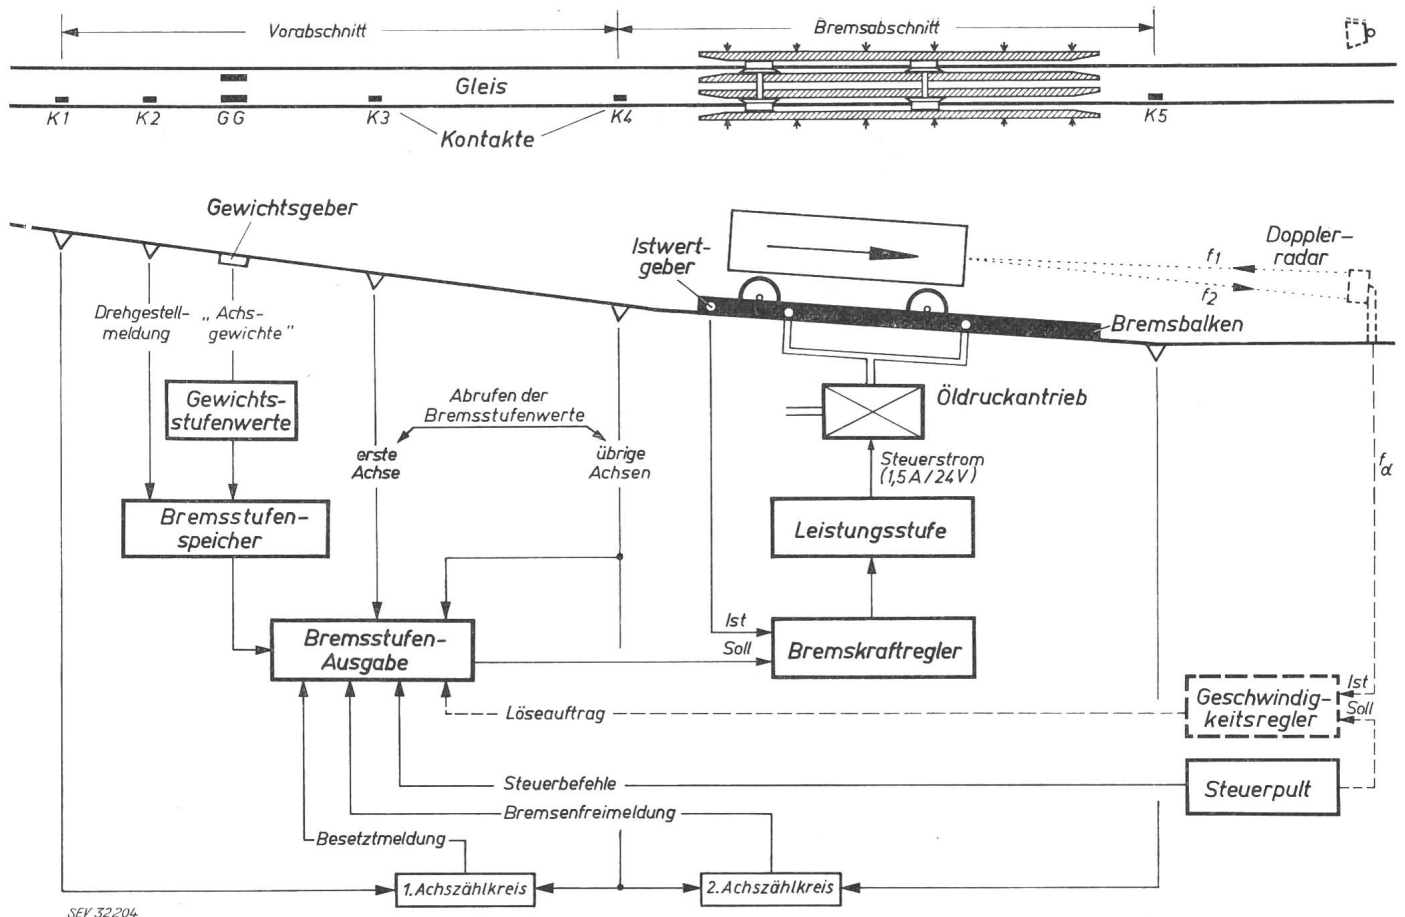 Vorabschnitt
Bremsabschnitt
Gleis
K1
K2
GG
K3
K4
K5
Kontakte
Gewichtsgeber
Istwert-
geber
Doppler-
radar
f1
f2
Bremsbalken
Drehgestell-
meldung
„Achs-
gewichte"
Gewichts-
stufenwerte
Abrufen der
Bremsstufenwerte
erste
Achse
übrige
Achsen
Öldruckantrieb
Steuerstrom
(1,5A/24V)
fd
Bremsstufen-
speicher
Leistungsstufe
Bremsstufen-
Ausgabe
Ist
Soll
Bremskraftregler
Löseauftrag
Geschwindig-
keitsregler
Ist
Soll
Steuerbefehle
Steuerpult
Bremsenfreimeldung
Besetztmeldung
1.Achszählkreis
2.Achszählkreis
SEV 32204